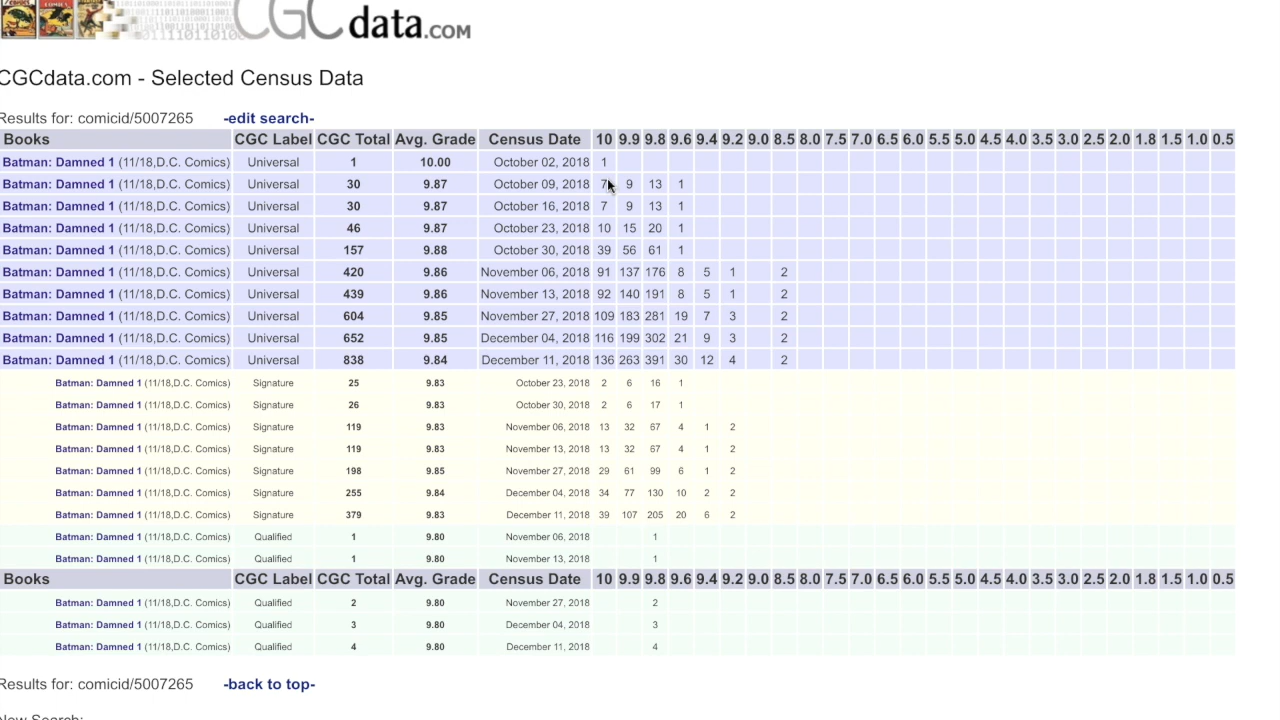 CGCdata.COM
CGCdata.com - Selected Census Data
Results for: comicid/5007265 -edit search-
Books CGC Label CGC Total Avg. Grade Census Date 10 9.9 9.8 9.6 9.4 9.2 9.0 8.5 8.0 7.5 7.0 6.5 6.0 5.5 5.0 4.5 4.0 3.5 3.0 2.5 2.0 1.8 1.5 1.0 0.5
Batman: Damned 1 (11/18,D.C. Comics) Universal 1 10.00 October 02, 2018 1
Batman: Damned 1 (11/18,D.C. Comics) Universal 30 9.87 October 09, 2018 7 9 13 1
Batman: Damned 1 (11/18,D.C. Comics) Universal 30 9.87 October 16, 2018 7 9 13 1
Batman: Damned 1 (11/18,D.C. Comics) Universal 46 9.87 October 23, 2018 10 15 20 1
Batman: Damned 1 (11/18,D.C. Comics) Universal 157 9.88 October 30, 2018 39 56 61 1
Batman: Damned 1 (11/18,D.C. Comics) Universal 420 9.86 November 06, 2018 91 137 176 8 5 1 2
Batman: Damned 1 (11/18,D.C. Comics) Universal 439 9.86 November 13, 2018 92 140 191 8 5 1 2
Batman: Damned 1 (11/18,D.C. Comics) Universal 604 9.85 November 27, 2018 109 183 281 19 7 3 2
Batman: Damned 1 (11/18,D.C. Comics) Universal 652 9.85 December 04, 2018 116 199 302 21 9 3 2
Batman: Damned 1 (11/18,D.C. Comics) Universal 838 9.84 December 11, 2018 136 263 391 30 12 4 2
Batman: Damned 1 (11/18,D.C. Comics) Signature 25 9.83 October 23, 2018 2 6 16 1
Batman: Damned 1 (11/18,D.C. Comics) Signature 26 9.83 October 30, 2018 2 6 17 1
Batman: Damned 1 (11/18,D.C. Comics) Signature 119 9.83 November 06, 2018 13 32 67 4 1 2
Batman: Damned 1 (11/18,D.C. Comics) Signature 119 9.83 November 13, 2018 13 32 67 4 1 2
Batman: Damned 1 (11/18,D.C. Comics) Signature 198 9.85 November 27, 2018 29 61 99 6 1 2
Batman: Damned 1 (11/18,D.C. Comics) Signature 255 9.84 December 04, 2018 34 77 130 10 2 2
Batman: Damned 1 (11/18,D.C. Comics) Signature 379 9.83 December 11, 2018 39 107 205 20 6 2
Batman: Damned 1 (11/18,D.C. Comics) Qualified 1 9.80 November 06, 2018 1
Batman: Damned 1 (11/18,D.C. Comics) Qualified 1 9.80 November 13, 2018 1
Books CGC Label CGC Total Avg. Grade Census Date 10 9.9 9.8 9.6 9.4 9.2 9.0 8.5 8.0 7.5 7.0 6.5 6.0 5.5 5.0 4.5 4.0 3.5 3.0 2.5 2.0 1.8 1.5 1.0 0.5
Batman: Damned 1 (11/18,D.C. Comics) Qualified 2 9.80 November 27, 2018 2
Batman: Damned 1 (11/18,D.C. Comics) Qualified 3 9.80 December 04, 2018 3
Batman: Damned 1 (11/18,D.C. Comics) Qualified 4 9.80 December 11, 2018 4
Results for: comicid/5007265 -back to top-
New Search: